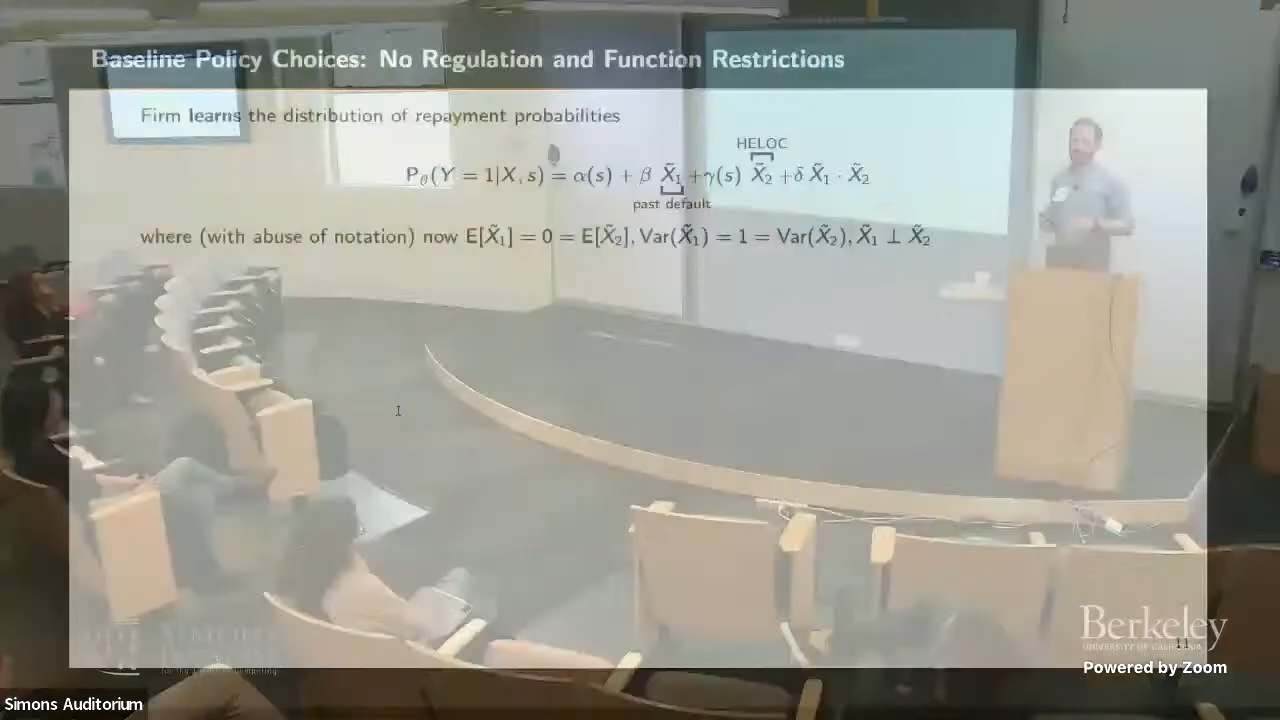 Baseline Policy Choices: No Regulation and Function Restrictions
Firm learns the distribution of repayment probabilities
HELOC
P_θ(Y = 1|X, s) = α(s) + β X̃₁ + γ(s) X̃₂ + δ X̃₁ · X̃₂
past default
where (with abuse of notation) now E[X̃₁] = 0 = E[X̃₂], Var(X̃₁) = 1 = Var(X̃₂), X̃₁ ⊥ X̃₂
11
Berkeley
UNIVERSITY OF CALIFORNIA
Powered by Zoom
Simons Auditorium